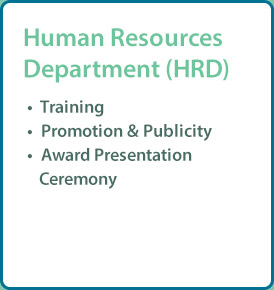 Human Resources
Department (HRD)
• Training
• Promotion & Publicity
• Award Presentation
Ceremony